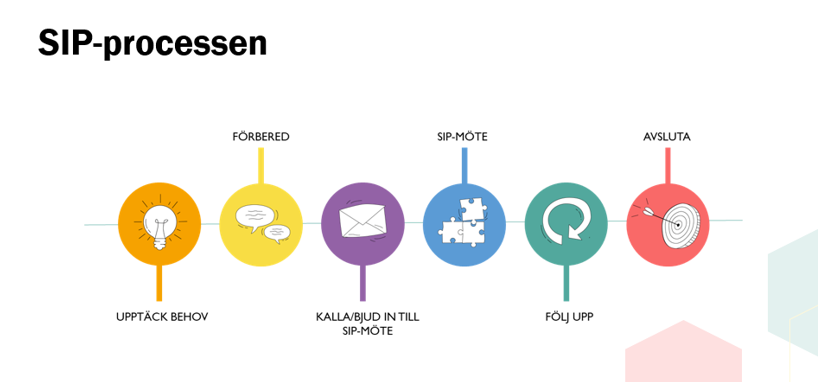 SIP-processen
FÖRBERED
SIP-MÖTE
AVSLUTA
UPPTÄCK BEHOV
KALLA/BJUD IN TILL
SIP-MÖTE
FÖLJ UPP